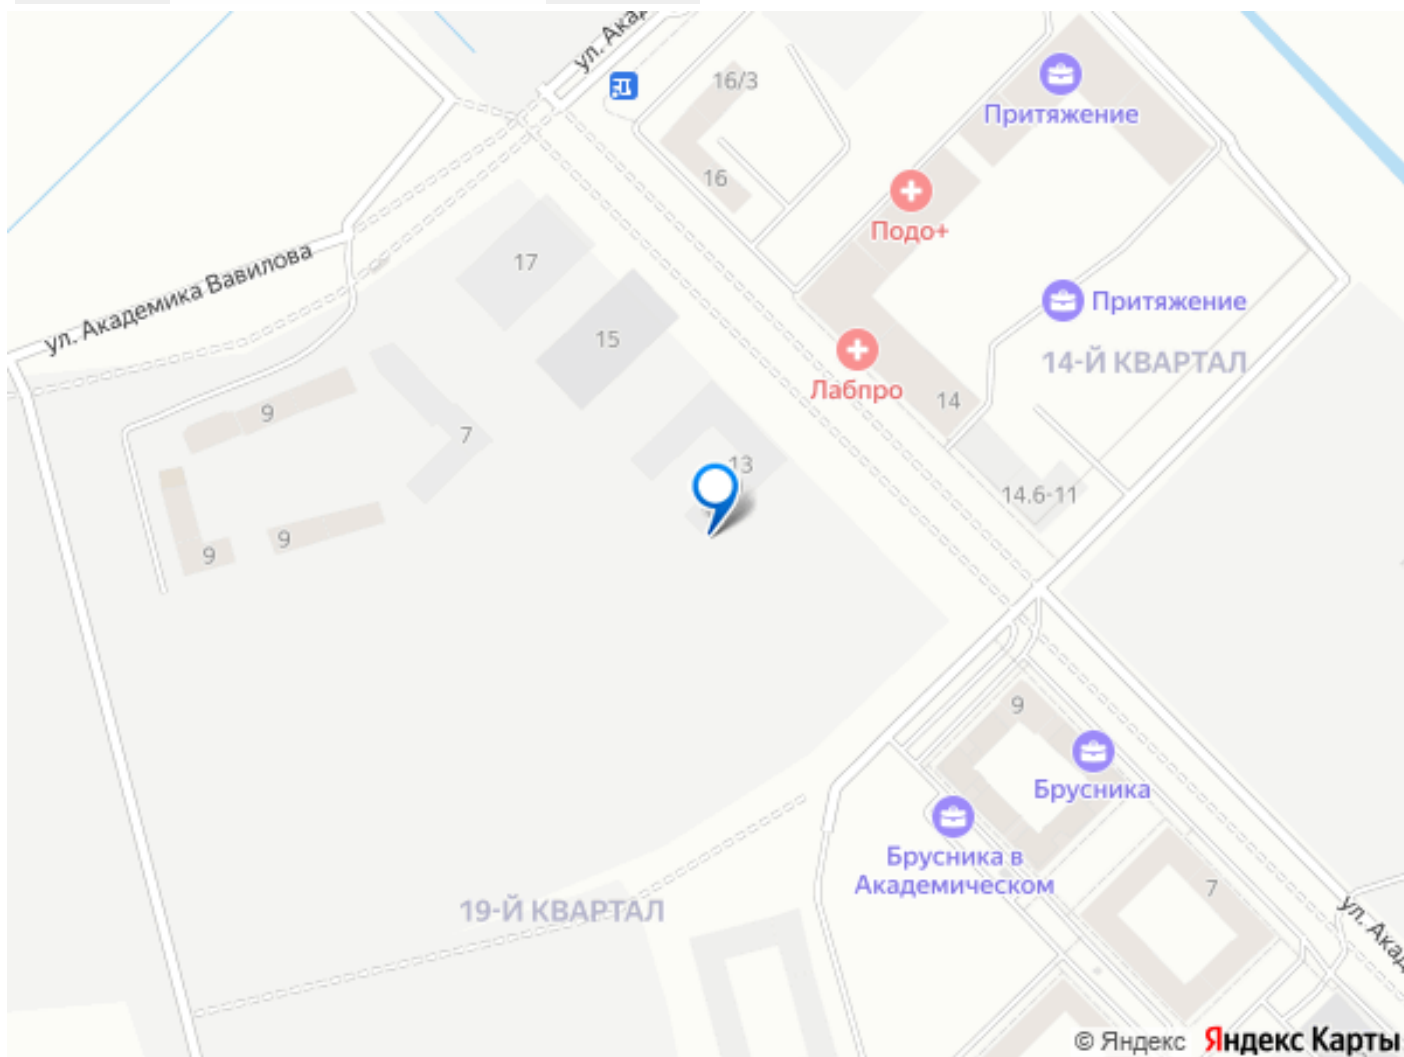 ул. Акад
16/3
Притяжение
16
Подо+
17
ул. Академика Вавилова
Притяжение
15
14-Й КВАРТАЛ
Лабпро
14
9
7
13
14.6-11
9
9
9
Брусника
Брусника в
Академическом
7
19-Й КВАРТАЛ
ул. Акад
© Яндекс Яндекс Карты